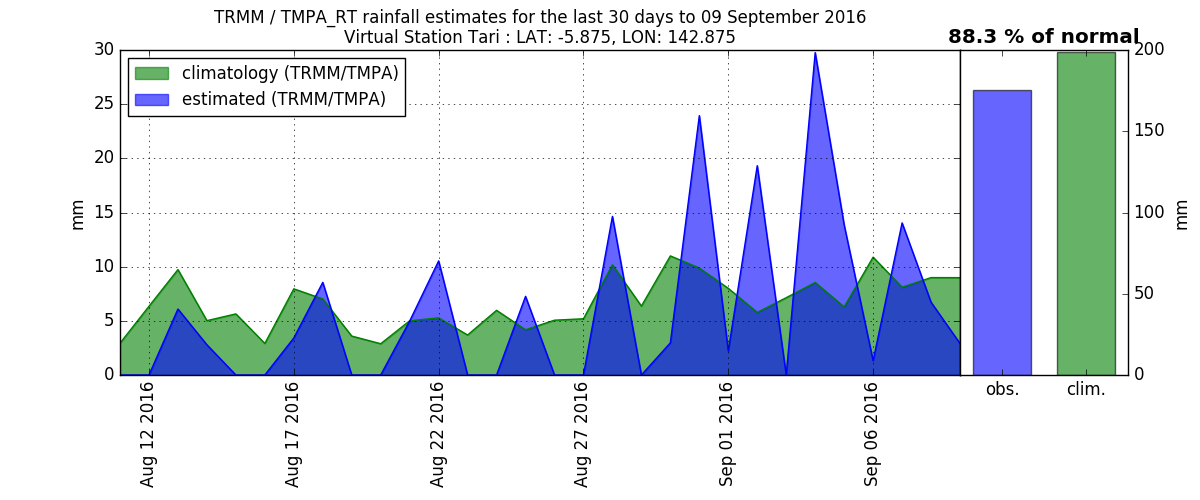 TRMM / TMPA_RT rainfall estimates for the last 30 days to 09 September 2016
Virtual Station Tari : LAT: -5.875, LON: 142.875
88.3 % of normal
climatology (TRMM/TMPA)
estimated (TRMM/TMPA)
30
25
20
15
10
5
0
mm
Aug 12 2016
Aug 17 2016
Aug 22 2016
Aug 27 2016
Sep 01 2016
Sep 06 2016
200
150
100
50
0
mm
obs.
clim.